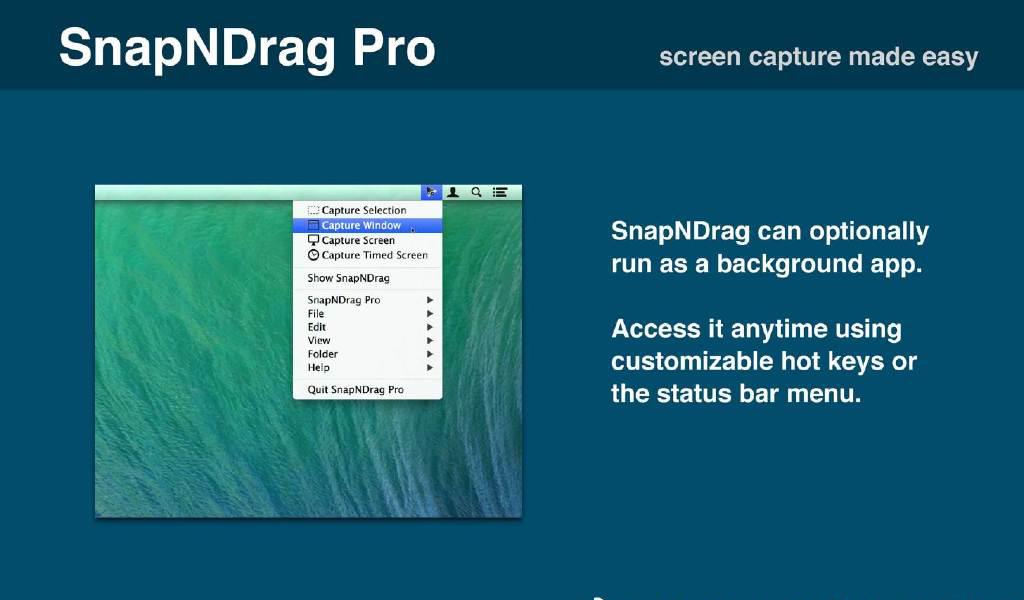 SnapNDrag Pro
screen capture made easy
Capture Selection
Capture Window
Capture Screen
Capture Timed Screen
Show SnapNDrag
SnapNDrag Pro
File
Edit
View
Folder
Help
Quit SnapNDrag Pro
SnapNDrag can optionally
run as a background app.
Access it anytime using
customizable hot keys or
the status bar menu.